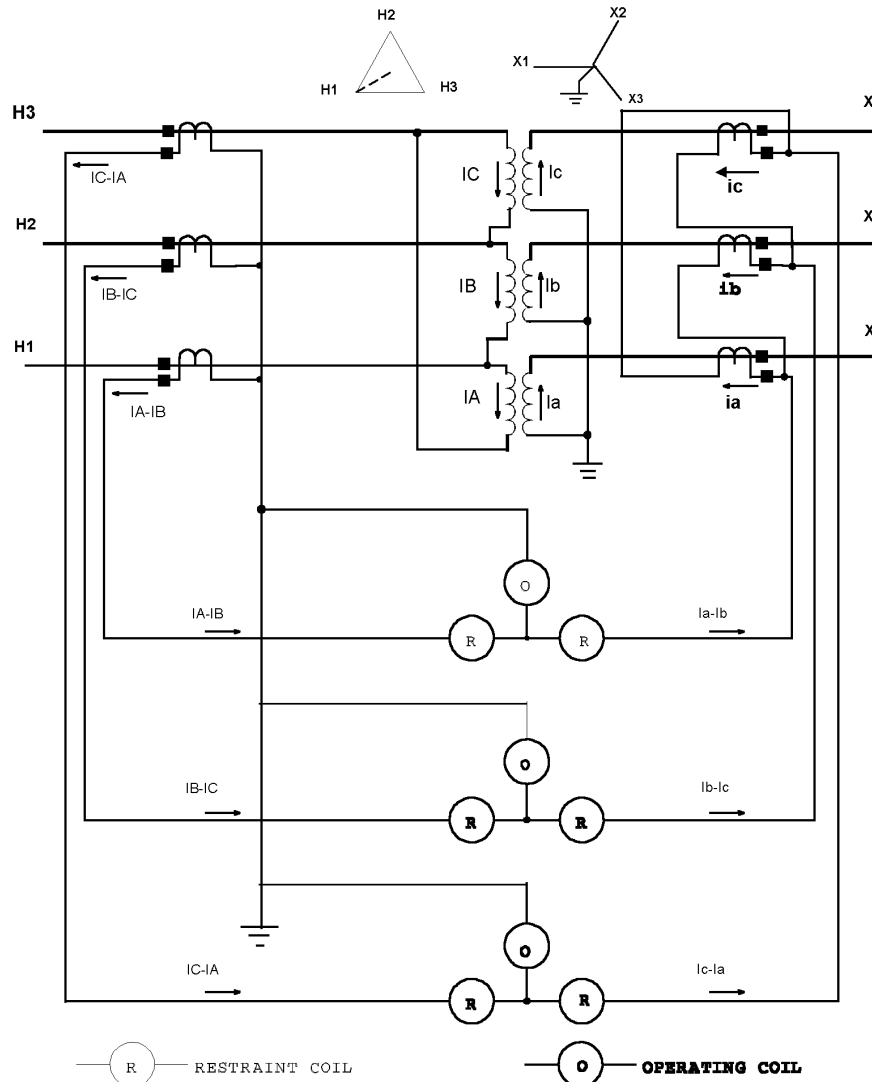 H2
X2
H1
H3
X1
X3
H3
X
IC-IA
IC
Ic
ic
H2
X
IB-IC
IB
Ib
ib
H1
X
IA-IB
IA
Ia
ia
O
IA-IB
R
R
Ia-Ib
O
IB-IC
R
R
Ib-Ic
O
IC-IA
R
R
Ic-Ia
R RESTRAINT COIL
O OPERATING COIL